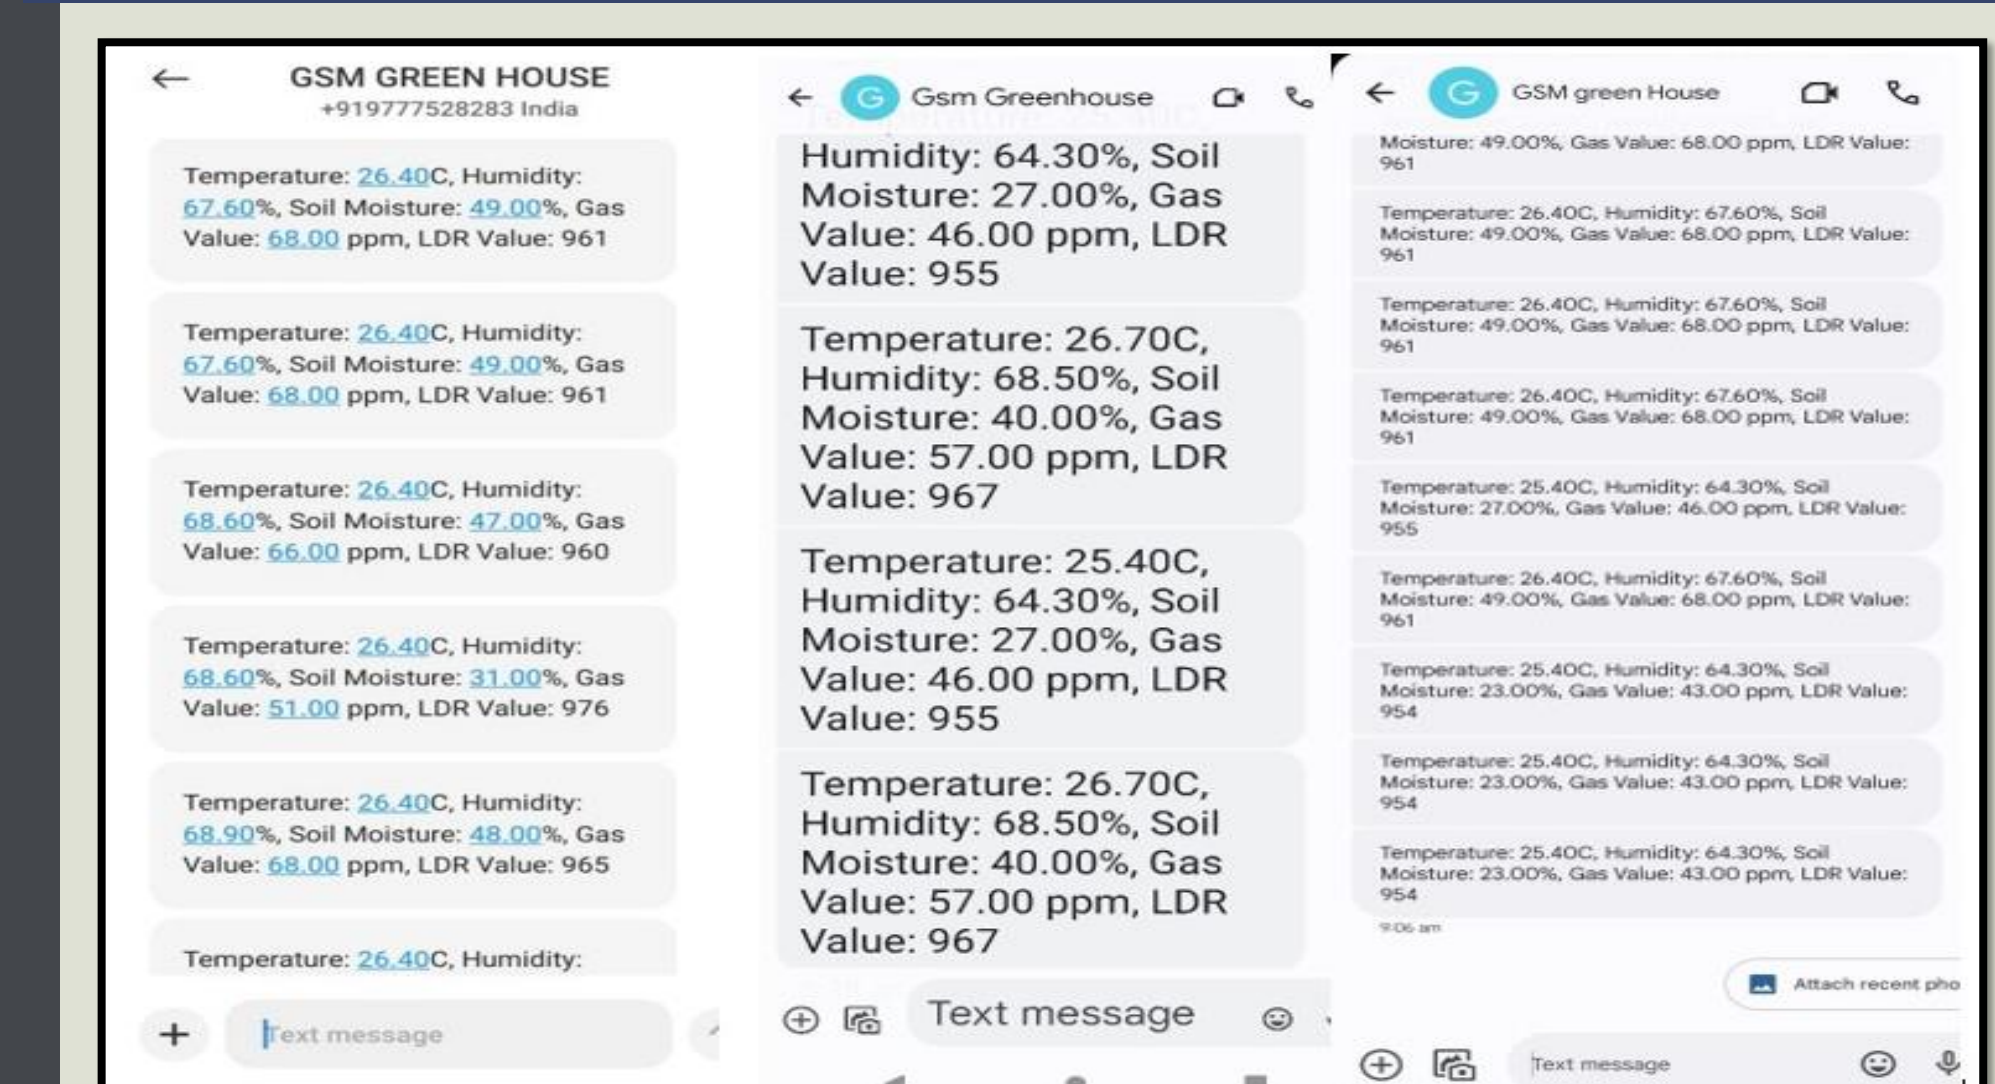 GSM GREEN HOUSE
+919777528283 India
Temperature: 26.40C, Humidity:
67.60%, Soil Moisture: 49.00%, Gas
Value: 68.00 ppm, LDR Value: 961
Temperature: 26.40C, Humidity:
67.60%, Soil Moisture: 49.00%, Gas
Value: 68.00 ppm, LDR Value: 961
Temperature: 26.40C, Humidity:
68.60%, Soil Moisture: 47.00%, Gas
Value: 66.00 ppm, LDR Value: 960
Temperature: 26.40C, Humidity:
68.60%, Soil Moisture: 31.00%, Gas
Value: 51.00 ppm, LDR Value: 976
Temperature: 26.40C, Humidity:
68.90%, Soil Moisture: 48.00%, Gas
Value: 68.00 ppm, LDR Value: 965
Temperature: 26.40C, Humidity:
Text message
G
Gsm Greenhouse
Humidity: 64.30%, Soil
Moisture: 27.00%, Gas
Value: 46.00 ppm, LDR
Value: 955
Temperature: 26.70C,
Humidity: 68.50%, Soil
Moisture: 40.00%, Gas
Value: 57.00 ppm, LDR
Value: 967
Temperature: 25.40C,
Humidity: 64.30%, Soil
Moisture: 27.00%, Gas
Value: 46.00 ppm, LDR
Value: 955
Temperature: 26.70C,
Humidity: 68.50%, Soil
Moisture: 40.00%, Gas
Value: 57.00 ppm, LDR
Value: 967
Text message
G
GSM green House
Moisture: 49.00%, Gas Value: 68.00 ppm, LDR Value:
961
Temperature: 26.40C, Humidity: 67.60%, Soil
Moisture: 49.00%, Gas Value: 68.00 ppm, LDR Value:
961
Temperature: 26.40C, Humidity: 67.60%, Soil
Moisture: 49.00%, Gas Value: 68.00 ppm, LDR Value:
961
Temperature: 26.40C, Humidity: 67.60%, Soil
Moisture: 49.00%, Gas Value: 68.00 ppm, LDR Value:
961
Temperature: 25.40C, Humidity: 64.30%, Soil
Moisture: 27.00%, Gas Value: 46.00 ppm, LDR Value:
955
Temperature: 26.40C, Humidity: 67.60%, Soil
Moisture: 49.00%, Gas Value: 68.00 ppm, LDR Value:
961
Temperature: 25.40C, Humidity: 64.30%, Soil
Moisture: 23.00%, Gas Value: 43.00 ppm, LDR Value:
954
Temperature: 25.40C, Humidity: 64.30%, Soil
Moisture: 23.00%, Gas Value: 43.00 ppm, LDR Value:
954
Temperature: 25.40C, Humidity: 64.30%, Soil
Moisture: 23.00%, Gas Value: 43.00 ppm, LDR Value:
954
9:06 am
Attach recent pho
Text message